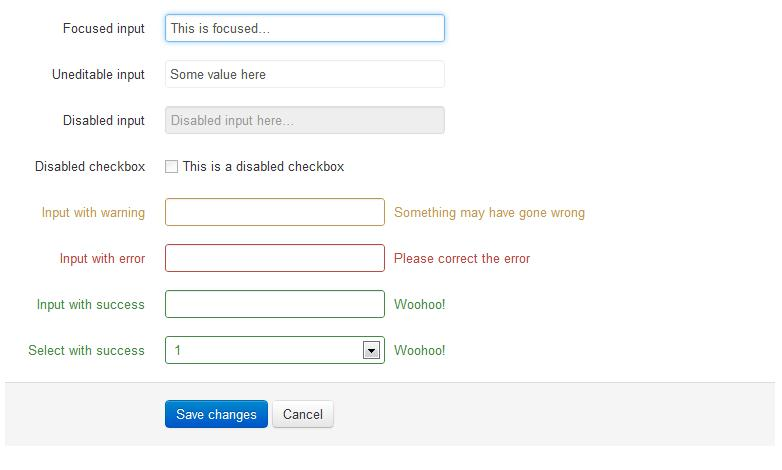 Focused input This is focused...
Uneditable input Some value here
Disabled input Disabled input here...
Disabled checkbox This is a disabled checkbox
Input with warning Something may have gone wrong
Input with error Please correct the error
Input with success Woohoo!
Select with success 1 Woohoo!
Save changes Cancel